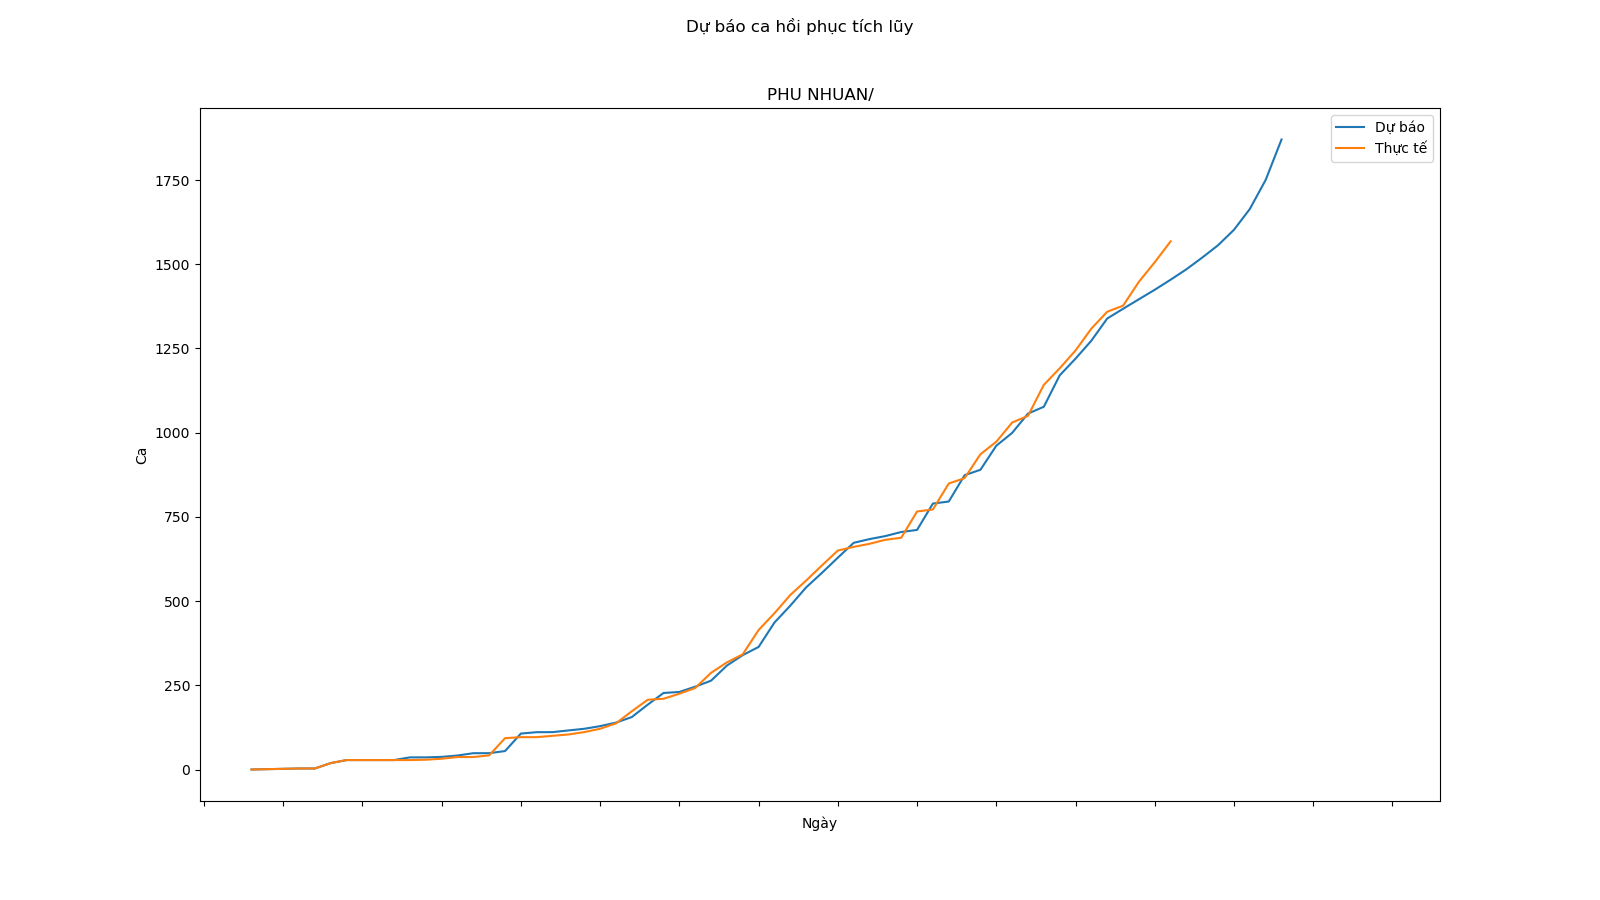 Dự báo ca hồi phục tích lũy
PHU NHUAN/
Dự báo
Thực tế
1750
1500
1250
1000
750
500
250
0
Ca
Ngày